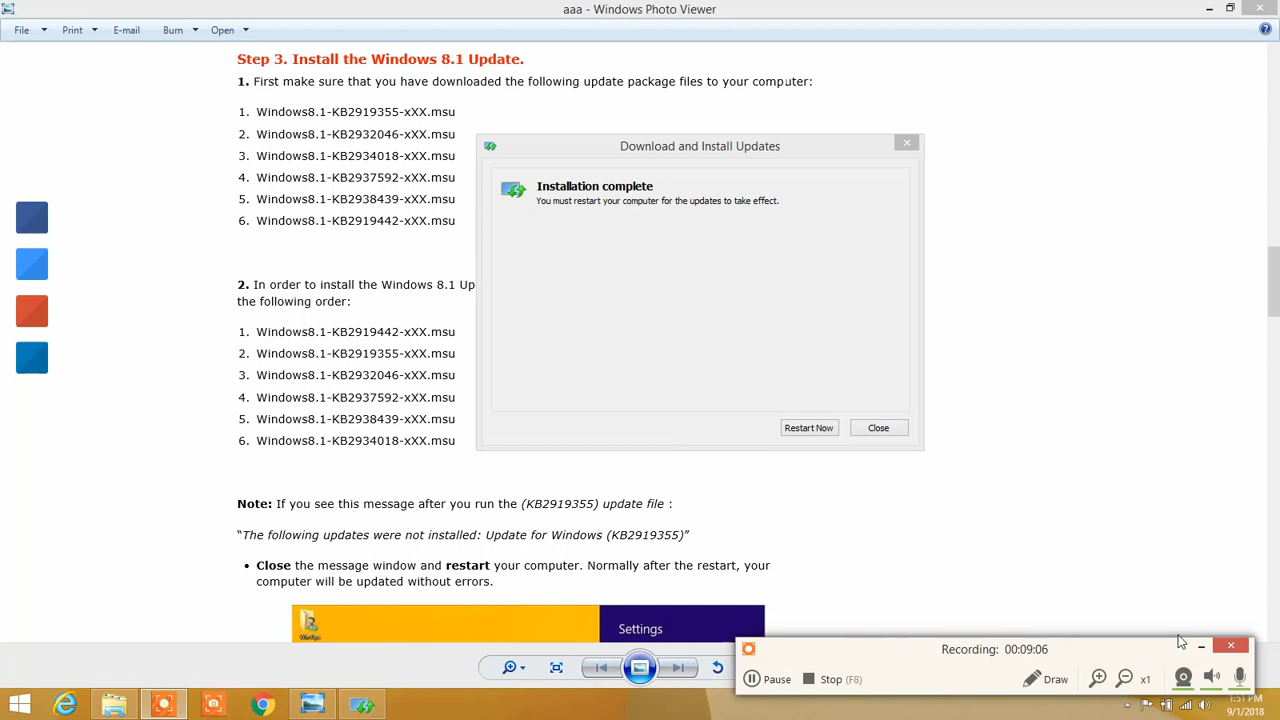 aaa - Windows Photo Viewer
File Print E-mail Burn Open
Step 3. Install the Windows 8.1 Update.
1. First make sure that you have downloaded the following update package files to your computer:
1. Windows8.1-KB2919355-xXX.msu
2. Windows8.1-KB2932046-xXX.msu
3. Windows8.1-KB2934018-xXX.msu
4. Windows8.1-KB2937592-xXX.msu
5. Windows8.1-KB2938439-xXX.msu
6. Windows8.1-KB2919442-xXX.msu
Download and Install Updates
Installation complete
You must restart your computer for the updates to take effect.
Restart Now Close
2. In order to install the Windows 8.1 Up
the following order:
1. Windows8.1-KB2919442-xXX.msu
2. Windows8.1-KB2919355-xXX.msu
3. Windows8.1-KB2932046-xXX.msu
4. Windows8.1-KB2937592-xXX.msu
5. Windows8.1-KB2938439-xXX.msu
6. Windows8.1-KB2934018-xXX.msu
Note: If you see this message after you run the (KB2919355) update file :
“The following updates were not installed: Update for Windows (KB2919355)”
• Close the message window and restart your computer. Normally after the restart, your
computer will be updated without errors.
Settings
Recording: 00:09:06
Pause Stop (F8) Draw x1
1:51 PM
9/1/2018